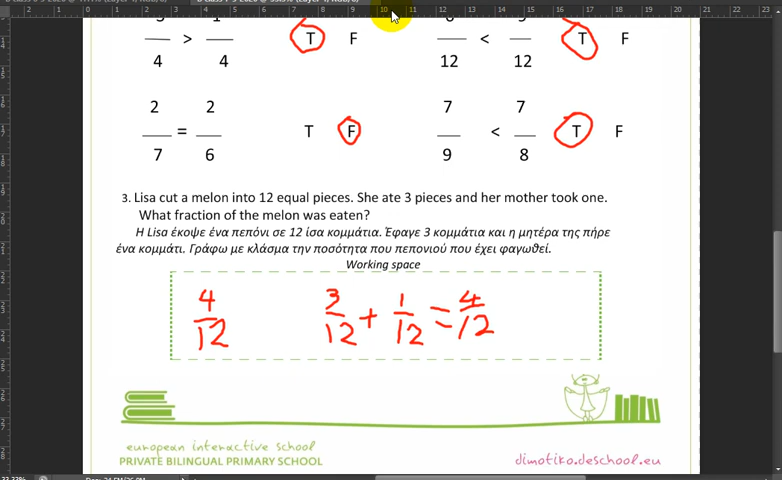 4 > 4 T F
12 < 12 T F
2/7 = 2/6 T F
7/9 < 7/8 T F
3. Lisa cut a melon into 12 equal pieces. She ate 3 pieces and her mother took one.
What fraction of the melon was eaten?
Η Lisa έκοψε ένα πεπόνι σε 12 ίσα κομμάτια. Έφαγε 3 κομμάτια και η μητέρα της πήρε
ένα κομμάτι. Γράφω με κλάσμα την ποσότητα που πεπονιού που έχει φαγωθεί.
Working space
4/12 3/12 + 1/12 = 4/12
european interactive school
PRIVATE BILINGUAL PRIMARY SCHOOL
dimotiko.deschool.eu